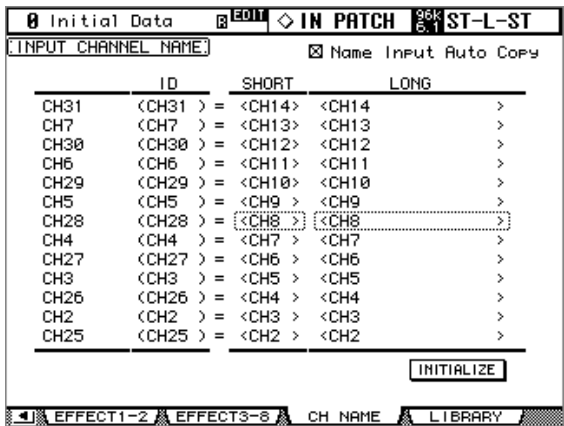 0 Initial Data R EDIT ◇IN PATCH 96k 6.1 ST-L-ST
INPUT CHANNEL NAME
☒ Name Input Auto Copy
ID SHORT LONG
CH31 (CH31 ) = <CH14> <CH14 >
CH7 (CH7 ) = <CH13> <CH13 >
CH30 (CH30 ) = <CH12> <CH12 >
CH6 (CH6 ) = <CH11> <CH11 >
CH29 (CH29 ) = <CH10> <CH10 >
CH5 (CH5 ) = <CH9 > <CH9 >
CH28 (CH28 ) = <CH8 > <CH8 >
CH4 (CH4 ) = <CH7 > <CH7 >
CH27 (CH27 ) = <CH6 > <CH6 >
CH3 (CH3 ) = <CH5 > <CH5 >
CH26 (CH26 ) = <CH4 > <CH4 >
CH2 (CH2 ) = <CH3 > <CH3 >
CH25 (CH25 ) = <CH2 > <CH2 >
INITIALIZE
EFFECT1-2 EFFECT3-8 CH NAME LIBRARY